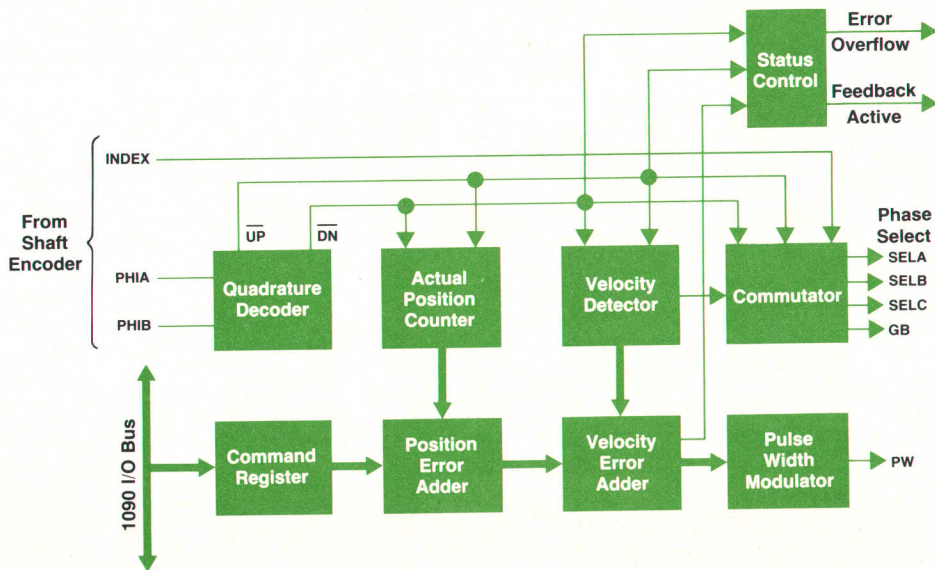 Error
Overflow
Status
Control
Feedback
Active
INDEX
From
Shaft
Encoder
UP
DN
Phase
Select
PHIA
PHIB
Quadrature
Decoder
Actual
Position
Counter
Velocity
Detector
Commutator
SELA
SELB
SELC
GB
1090 I/O Bus
Command
Register
Position
Error
Adder
Velocity
Error
Adder
Pulse
Width
Modulator
PW